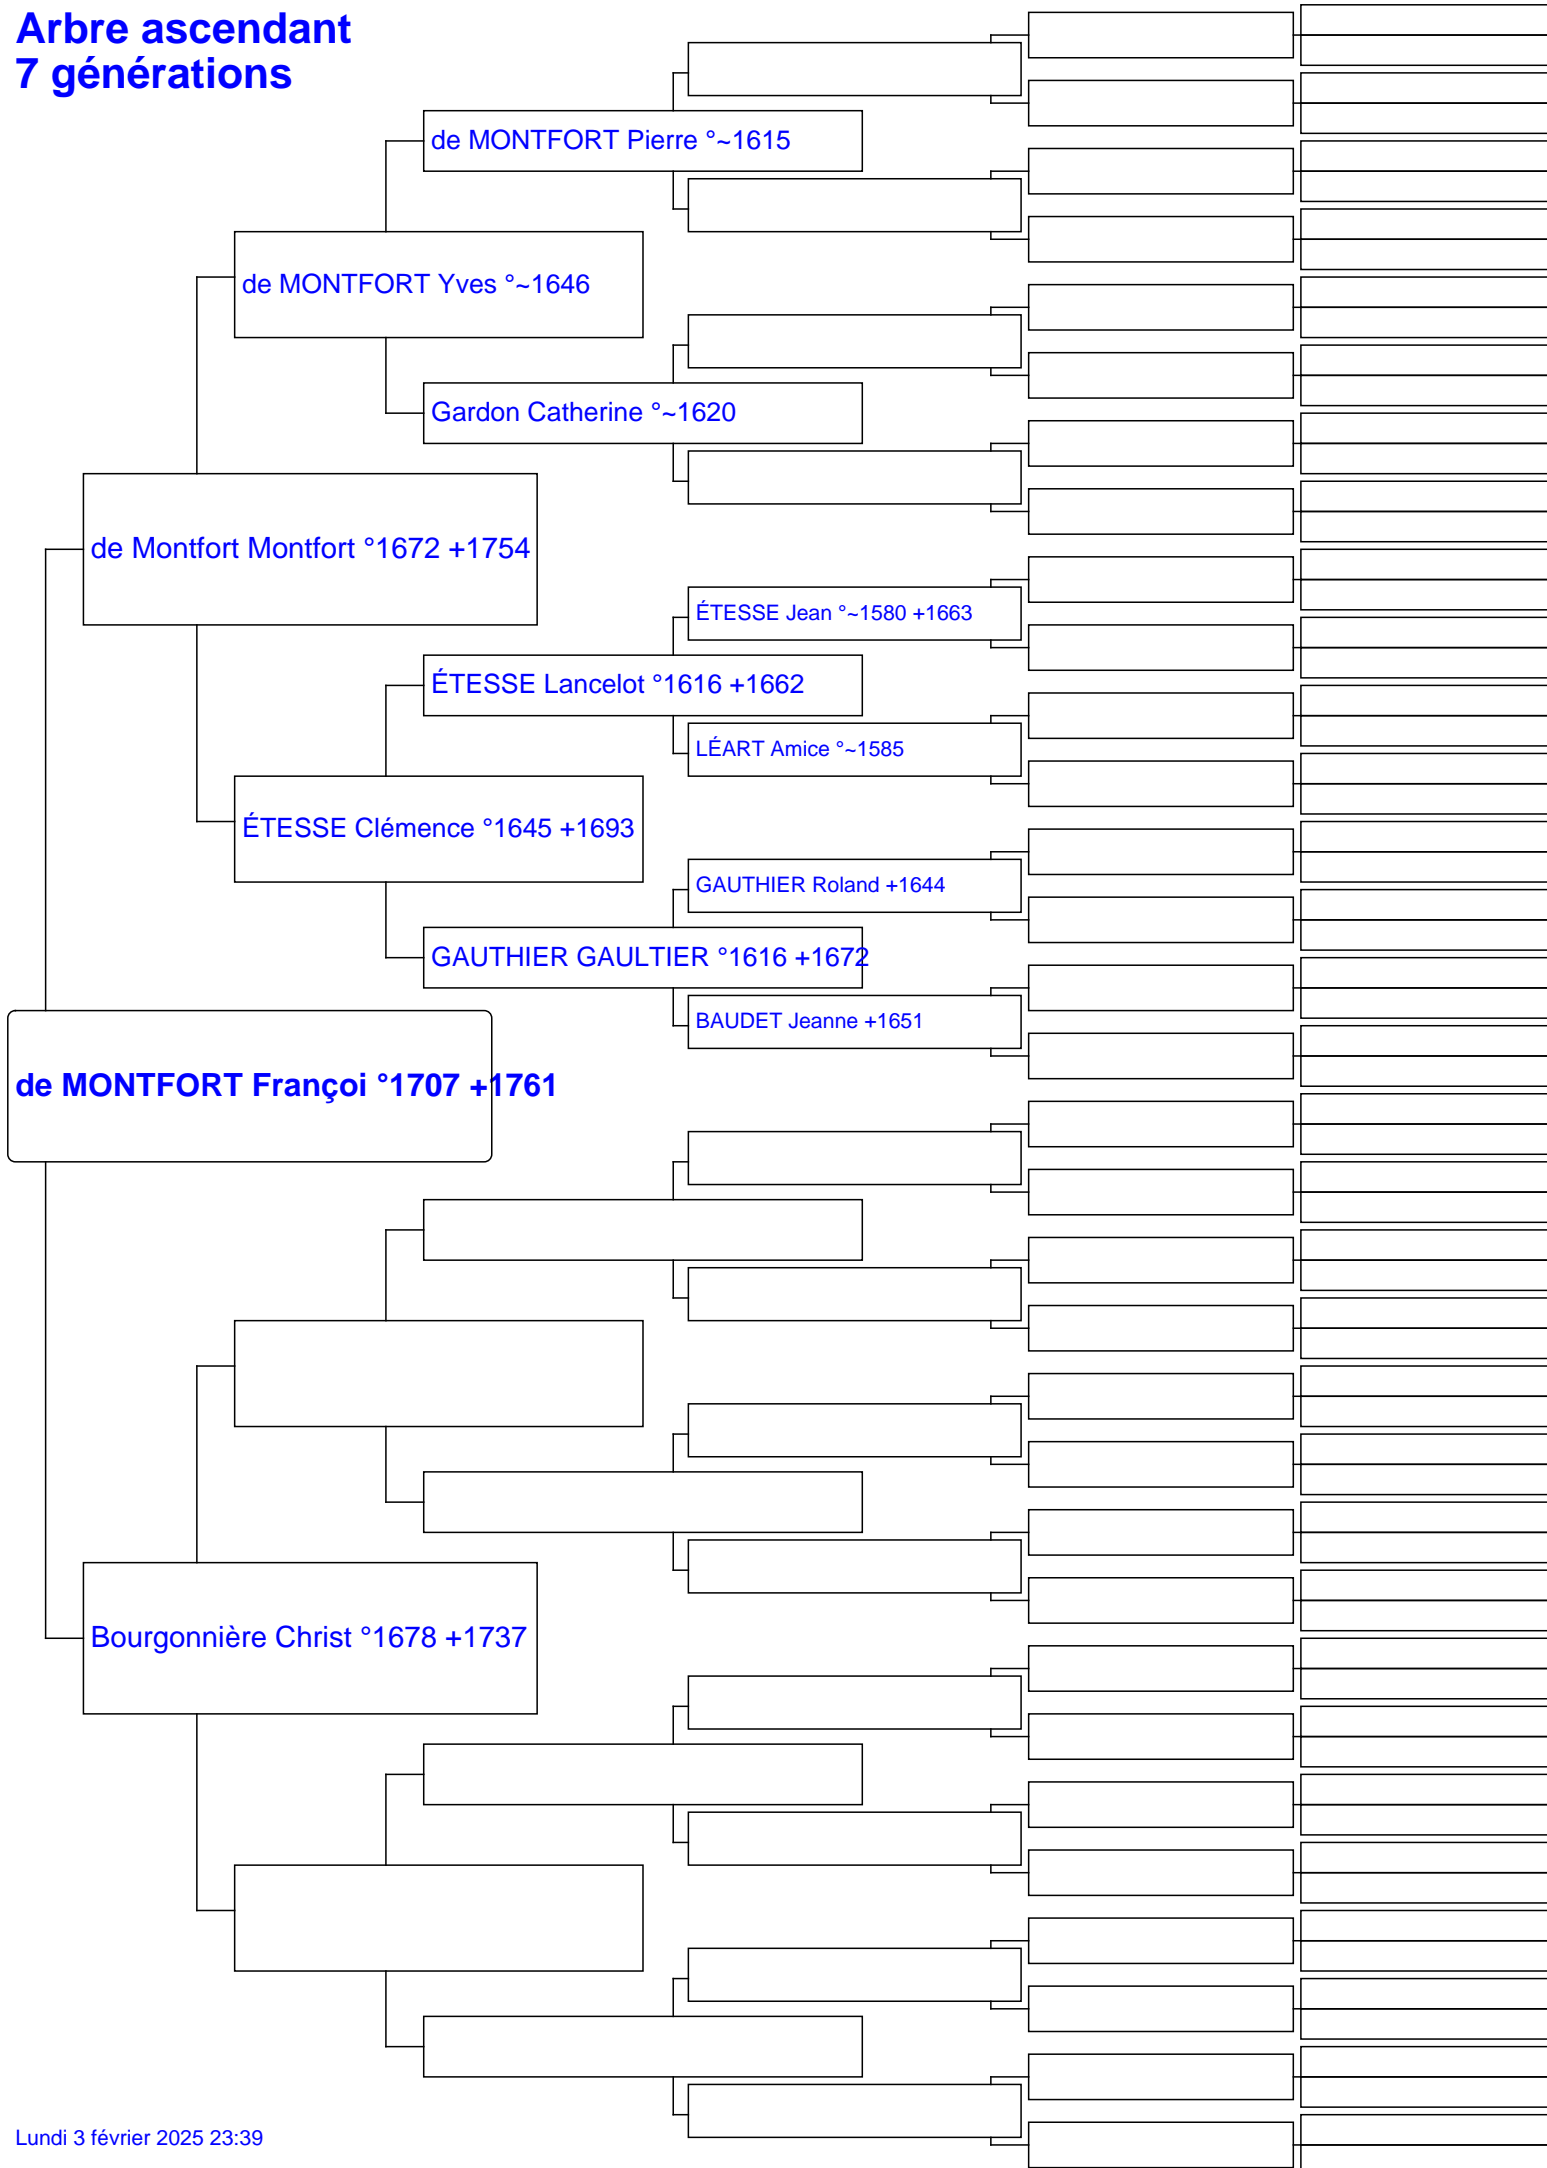 Arbre ascendant
7 générations
de MONTFORT Pierre °~1615
de MONTFORT Yves °~1646
Gardon Catherine °~1620
de Montfort Montfort °1672 +1754
ÉTESSE Jean °~1580 +1663
ÉTESSE Lancelot °1616 +1662
LÉART Amice °~1585
ÉTESSE Clémence °1645 +1693
GAUTHIER Roland +1644
GAUTHIER GAULTIER °1616 +1672
BAUDET Jeanne +1651
de MONTFORT Françoi °1707 +1761
Bourgonnière Christ °1678 +1737
Lundi 3 février 2025 23:39